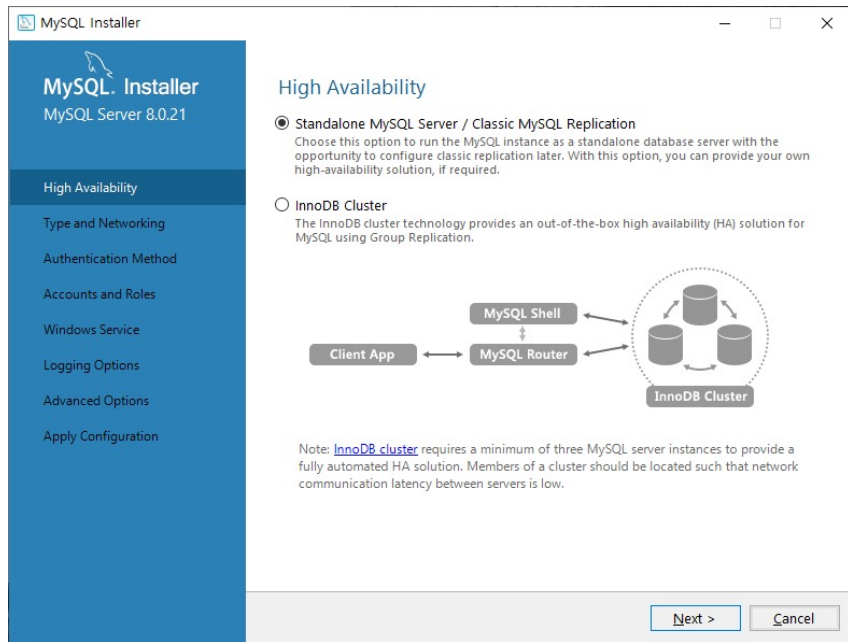 MySQL Installer
MySQL. Installer
MySQL Server 8.0.21
High Availability
Type and Networking
Authentication Method
Accounts and Roles
Windows Service
Logging Options
Advanced Options
Apply Configuration
High Availability
Standalone MySQL Server / Classic MySQL Replication
Choose this option to run the MySQL instance as a standalone database server with the
opportunity to configure classic replication later. With this option, you can provide your own
high-availability solution, if required.
InnoDB Cluster
The InnoDB cluster technology provides an out-of-the-box high availability (HA) solution for
MySQL using Group Replication.
MySQL Shell
Client App
MySQL Router
InnoDB Cluster
Note: InnoDB cluster requires a minimum of three MySQL server instances to provide a
fully automated HA solution. Members of a cluster should be located such that network
communication latency between servers is low.
Next >
Cancel